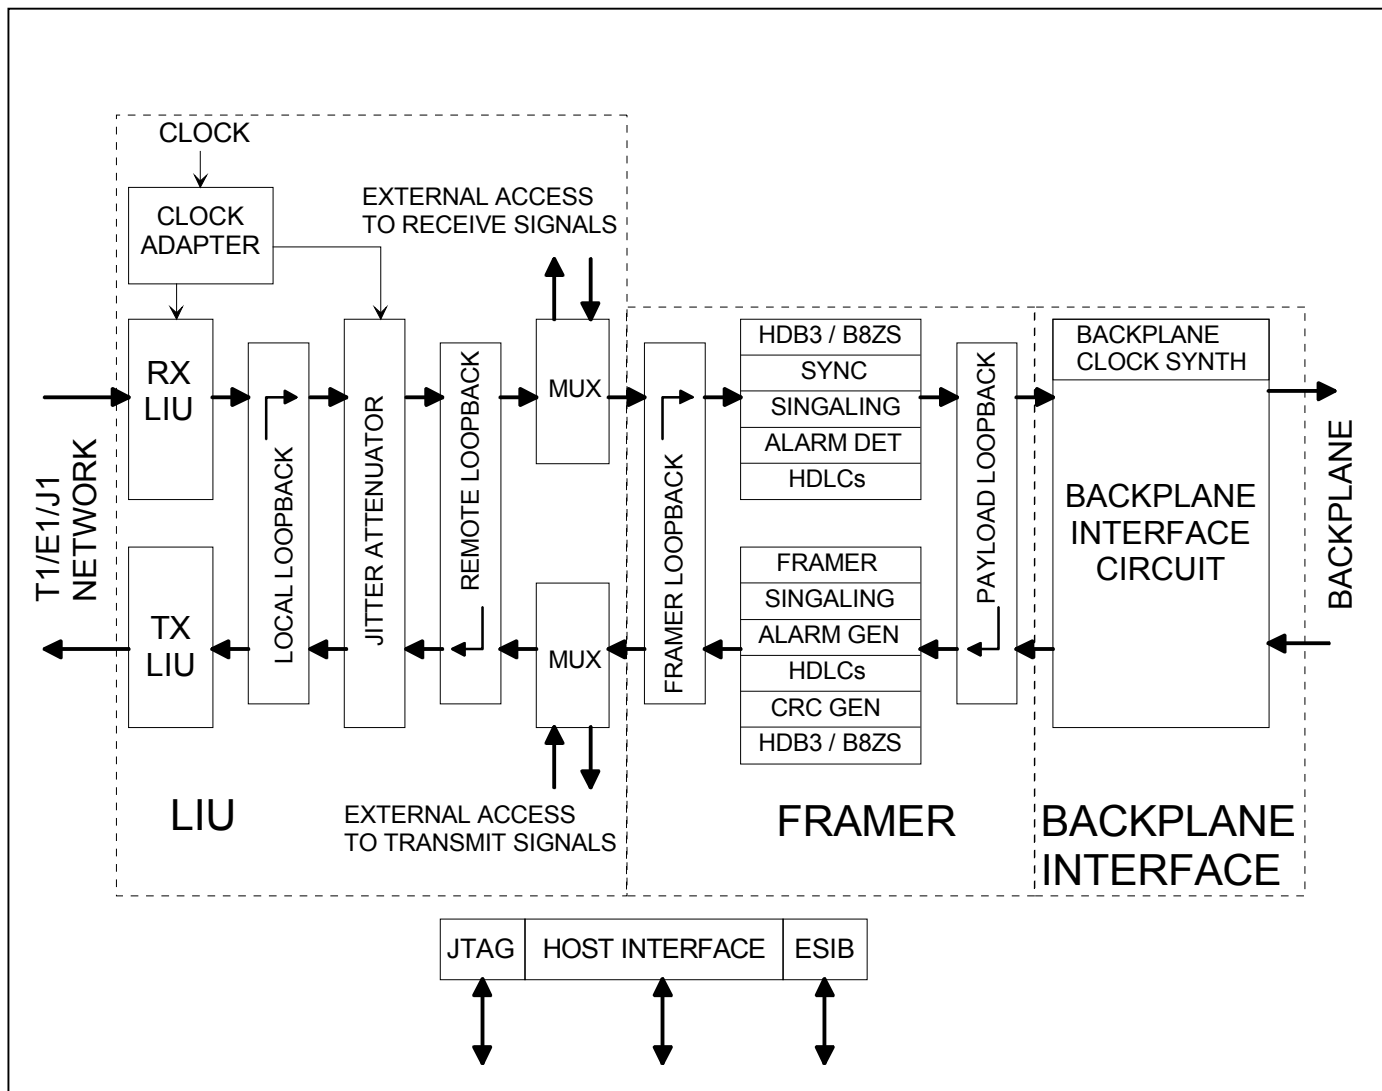 CLOCK
CLOCK
ADAPTER
EXTERNAL ACCESS
TO RECEIVE SIGNALS
RX
LIU
LOCAL LOOPBACK
JITTER ATTENUATOR
REMOTE LOOPBACK
MUX
FRAMER LOOPBACK
HDB3 / B8ZS
SYNC
SINGALING
ALARM DET
HDLCs
PAYLOAD LOOPBACK
BACKPLANE
CLOCK SYNTH
BACKPLANE
INTERFACE
CIRCUIT
BACKPLANE
T1/E1/J1
NETWORK
TX
LIU
MUX
FRAMER
SINGALING
ALARM GEN
HDLCs
CRC GEN
HDB3 / B8ZS
EXTERNAL ACCESS
TO TRANSMIT SIGNALS
LIU
FRAMER
BACKPLANE
INTERFACE
JTAG
HOST INTERFACE
ESIB